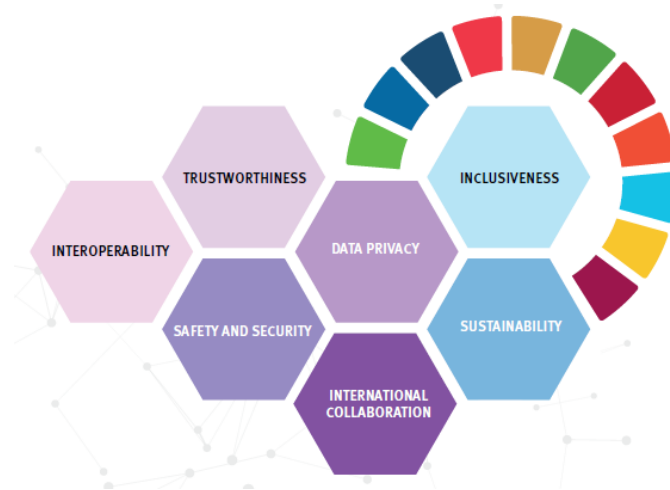 TRUSTWORTHINESS
INCLUSIVENESS
INTEROPERABILITY
DATA PRIVACY
SAFETY AND SECURITY
SUSTAINABILITY
INTERNATIONAL
COLLABORATION